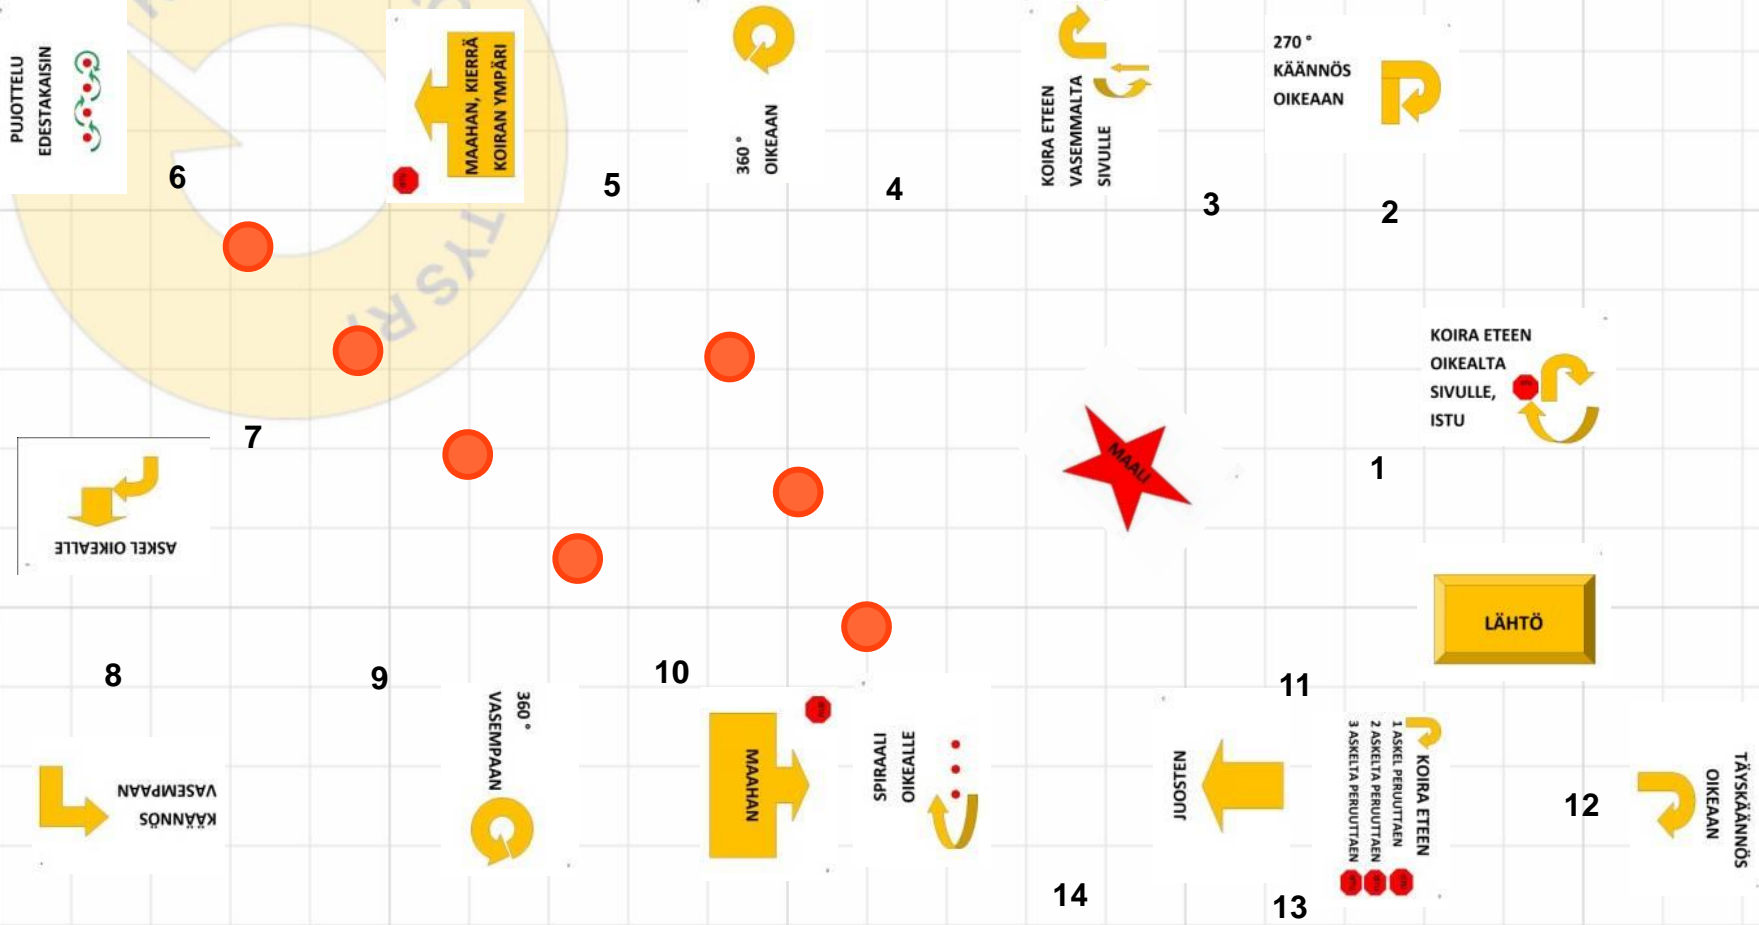 PUJOTTELU
EDESTAKAISIN
6
MAAHAN, KIERRÄ
KOIRAN YMPÄRI
5
360 °
OIKEAAN
4
KOIRA ETEEN
VASEMMALTA
SIVULLE
3
270 °
KÄÄNNÖS
OIKEAAN
2
TYS R
KOIRA ETEEN
OIKEALTA
SIVULLE,
ISTU
1
MAALI
LÄHTÖ
7
ASKEL OIKEALLE
8
KÄÄNNÖS
VASEMPAAN
9
360 °
VASEMPAAN
10
MAAHAN
SPIRAALI
OIKEALLE
14
JUOSTEN
11
13
KOIRA ETEEN
1 ASKEL PERUUTTAEN
2 ASKELTA PERUUTTAEN
3 ASKELTA PERUUTTAEN
12
TÄYSKÄÄNNÖS
OIKEAAN